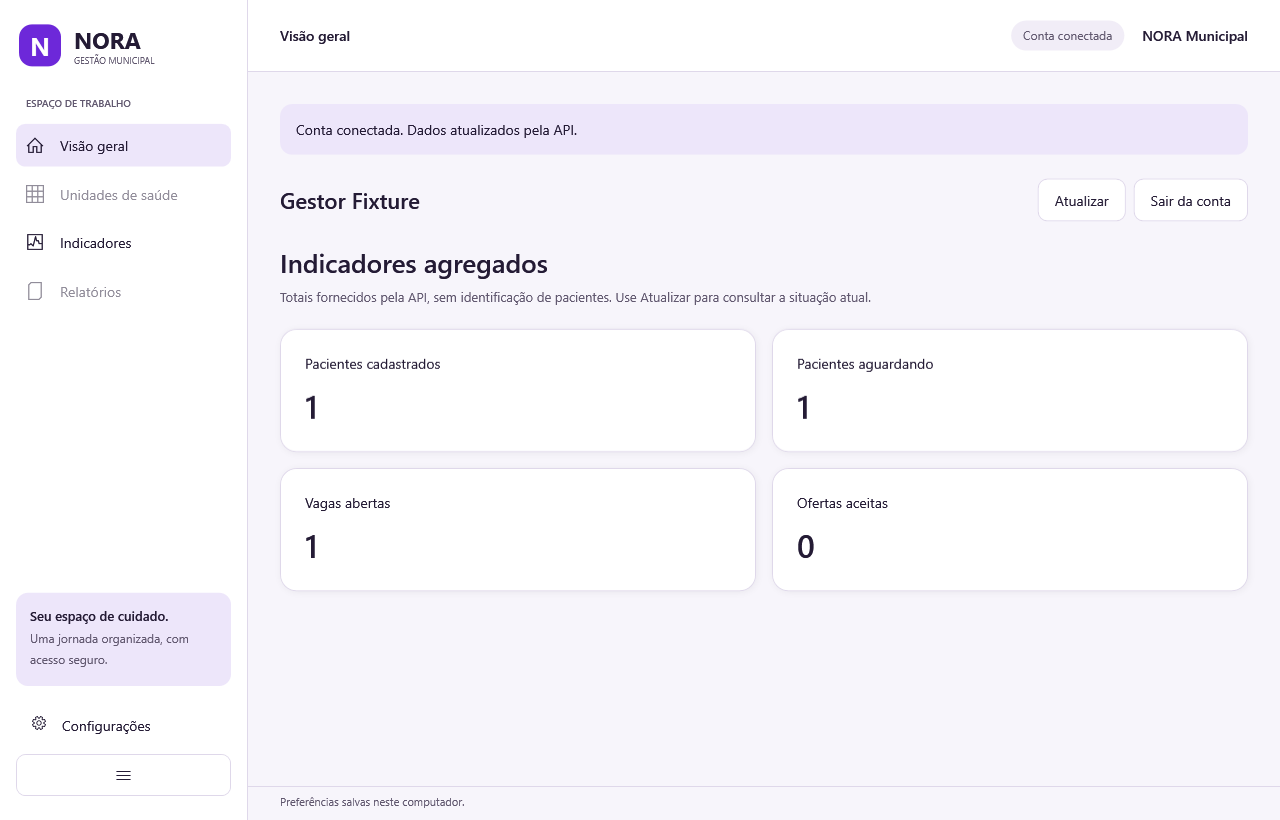 N
NORA
GESTÃO MUNICIPAL
ESPAÇO DE TRABALHO
Visão geral
Unidades de saúde
Indicadores
Relatórios
Seu espaço de cuidado.
Uma jornada organizada, com
acesso seguro.
Configurações
Visão geral
Conta conectada
NORA Municipal
Conta conectada. Dados atualizados pela API.
Gestor Fixture
Atualizar
Sair da conta
Indicadores agregados
Totais fornecidos pela API, sem identificação de pacientes. Use Atualizar para consultar a situação atual.
Pacientes cadastrados
1
Pacientes aguardando
1
Vagas abertas
1
Ofertas aceitas
0
Preferências salvas neste computador.